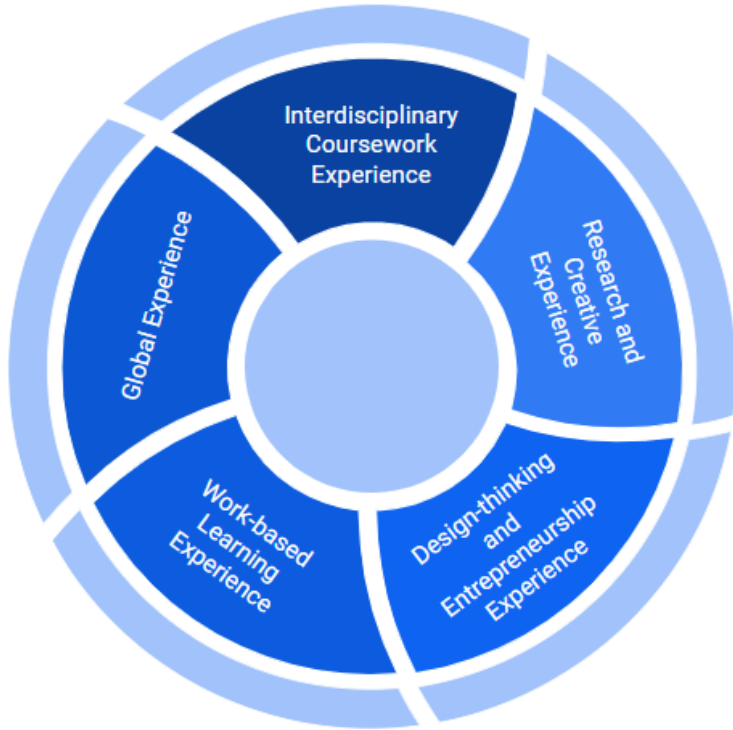 Interdisciplinary
Coursework
Experience
Research and
Creative
Experience
Design-thinking
and
Entrepreneurship
Experience
Work-based
Learning
Experience
Global Experience